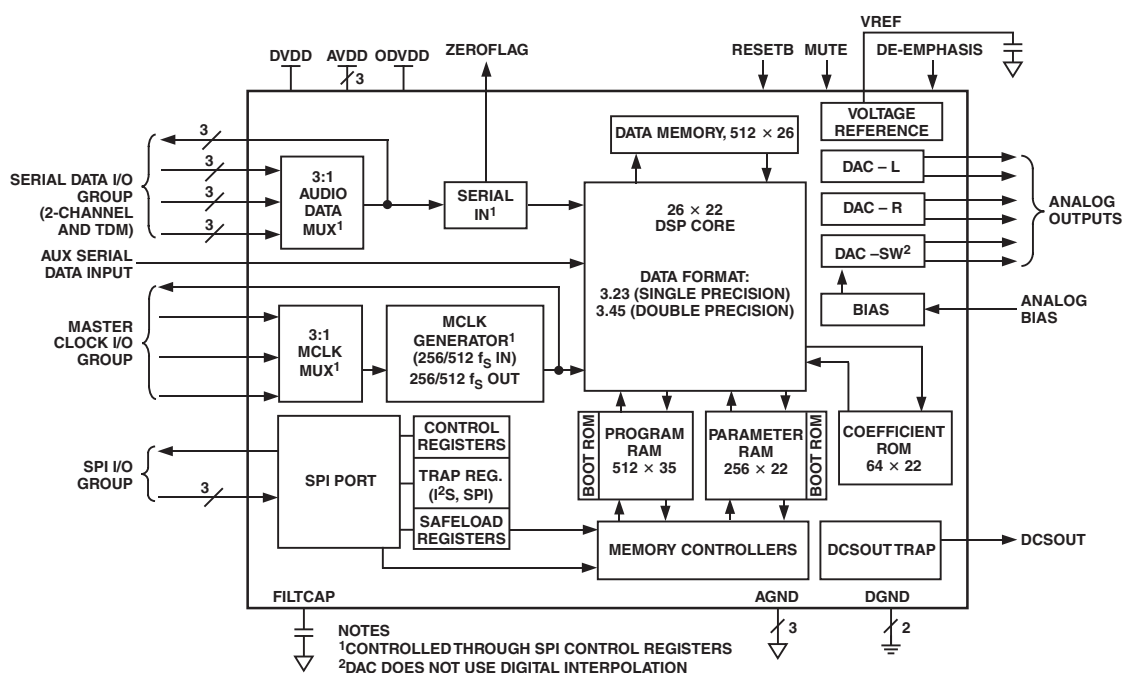 VREF
DVDD
AVDD
ODVDD
ZEROFLAG
RESETB
MUTE
DE-EMPHASIS
3
3
3
3
3
SERIAL DATA I/O
GROUP
(2-CHANNEL
AND TDM)
3:1
AUDIO
DATA
MUX¹
SERIAL
IN¹
DATA MEMORY, 512 × 26
26 × 22
DSP CORE
DATA FORMAT:
3.23 (SINGLE PRECISION)
3.45 (DOUBLE PRECISION)
VOLTAGE
REFERENCE
DAC – L
DAC – R
DAC –SW²
ANALOG
OUTPUTS
BIAS
ANALOG
BIAS
AUX SERIAL
DATA INPUT
MASTER
CLOCK I/O
GROUP
3:1
MCLK
MUX¹
MCLK
GENERATOR¹
(256/512 fS IN)
256/512 fS OUT
SPI I/O
GROUP
3
SPI PORT
CONTROL
REGISTERS
TRAP REG.
(I²S, SPI)
SAFELOAD
REGISTERS
BOOT ROM
PROGRAM
RAM
512 × 35
PARAMETER
RAM
256 × 22
BOOT ROM
COEFFICIENT
ROM
64 × 22
MEMORY CONTROLLERS
DCSOUT TRAP
DCSOUT
FILTCAP
AGND
DGND
3
2
NOTES
¹CONTROLLED THROUGH SPI CONTROL REGISTERS
²DAC DOES NOT USE DIGITAL INTERPOLATION